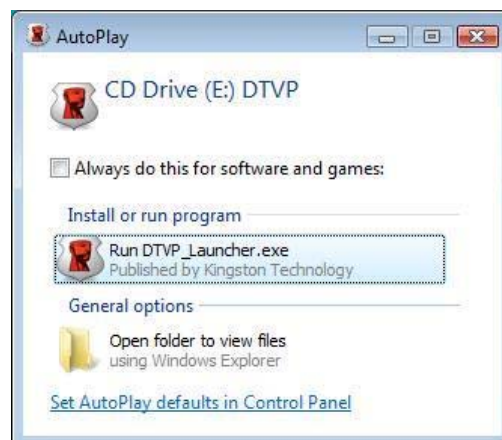 AutoPlay
CD Drive (E:) DTVP
Always do this for software and games:
Install or run program
Run DTVP_Launcher.exe
Published by Kingston Technology
General options
Open folder to view files
using Windows Explorer
Set AutoPlay defaults in Control Panel